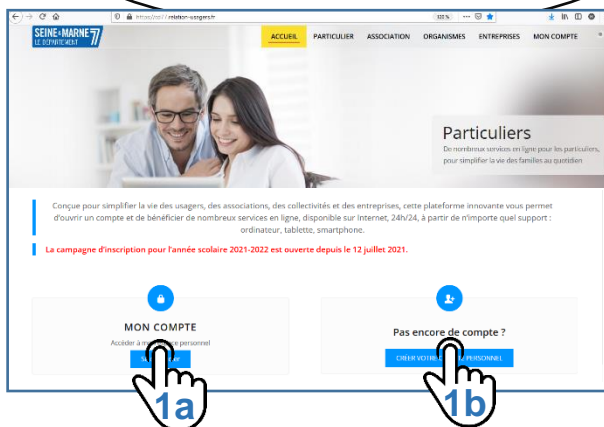 https://cd77.relation-usagers.fr
SEINE&MARNE 77
LE DÉPARTEMENT
ACCUEIL PARTICULIER ASSOCIATION ORGANISMES ENTREPRISES MON COMPTE
Particuliers
De nombreux services en ligne pour les particuliers,
pour simplifier la vie des familles au quotidien
Conçue pour simplifier la vie des usagers, des associations, des collectivités et des entreprises, cette plateforme innovante vous permet
d'ouvrir un compte et de bénéficier de nombreux services en ligne, disponible sur Internet, 24h/24, à partir de n'importe quel support :
ordinateur, tablette, smartphone.
La campagne d'inscription pour l'année scolaire 2021-2022 est ouverte depuis le 12 juillet 2021.
MON COMPTE
Accéder à personnel
Pas encore de compte ?
CRÉER PERSONNEL
1a
1b